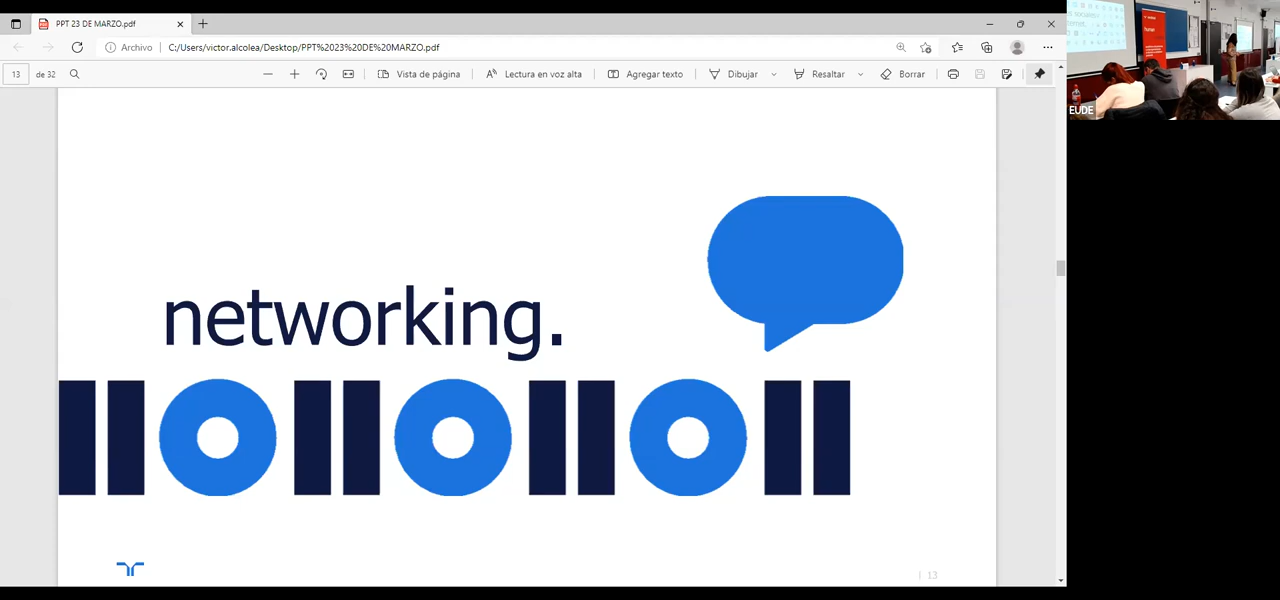 PPT 23 DE MARZO.pdf
Archivo
C:/Users/victor.alcolea/Desktop/PPT%2023%20DE%20MARZO.pdf
13
de 32
Vista de página
Lectura en voz alta
Agregar texto
Dibujar
Resaltar
Borrar
networking.
| 13
EUDE